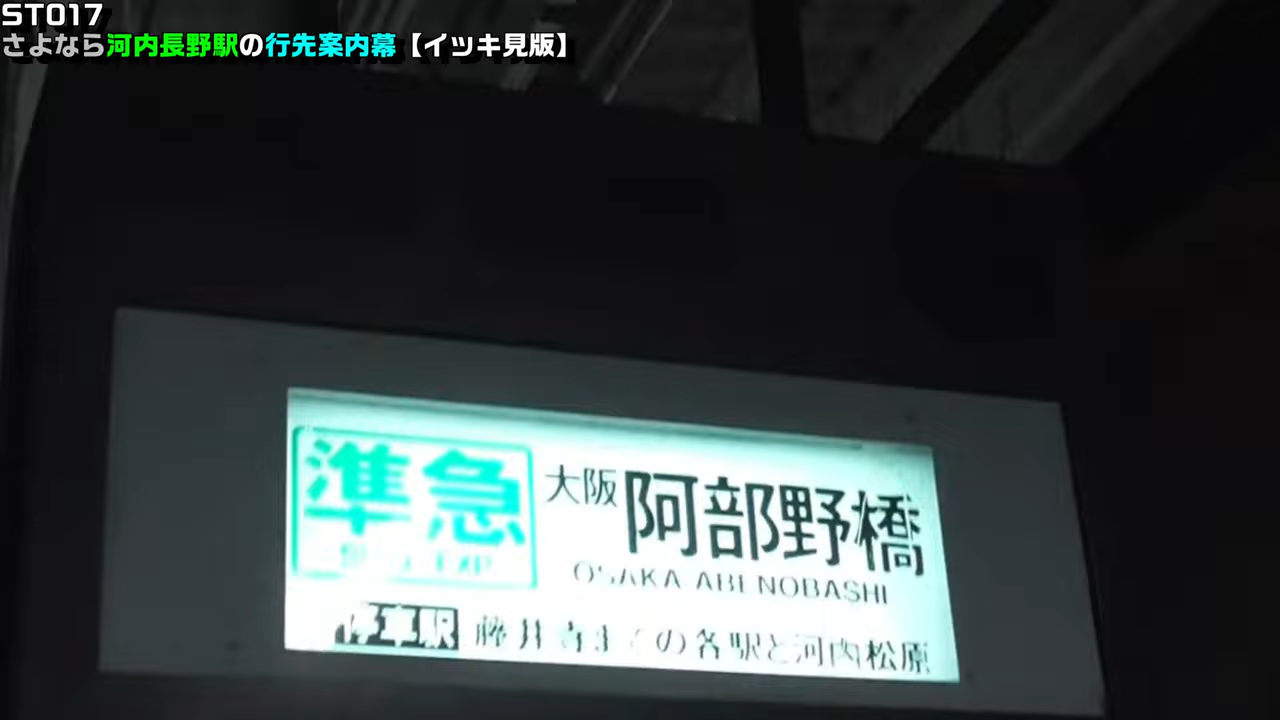 ST017
さよなら河内長野駅の行先案内幕【イッキ見版】
準急
大阪 阿部野橋
OSAKA ABENOBASHI
停車駅 藤井寺までの各駅と河内松原